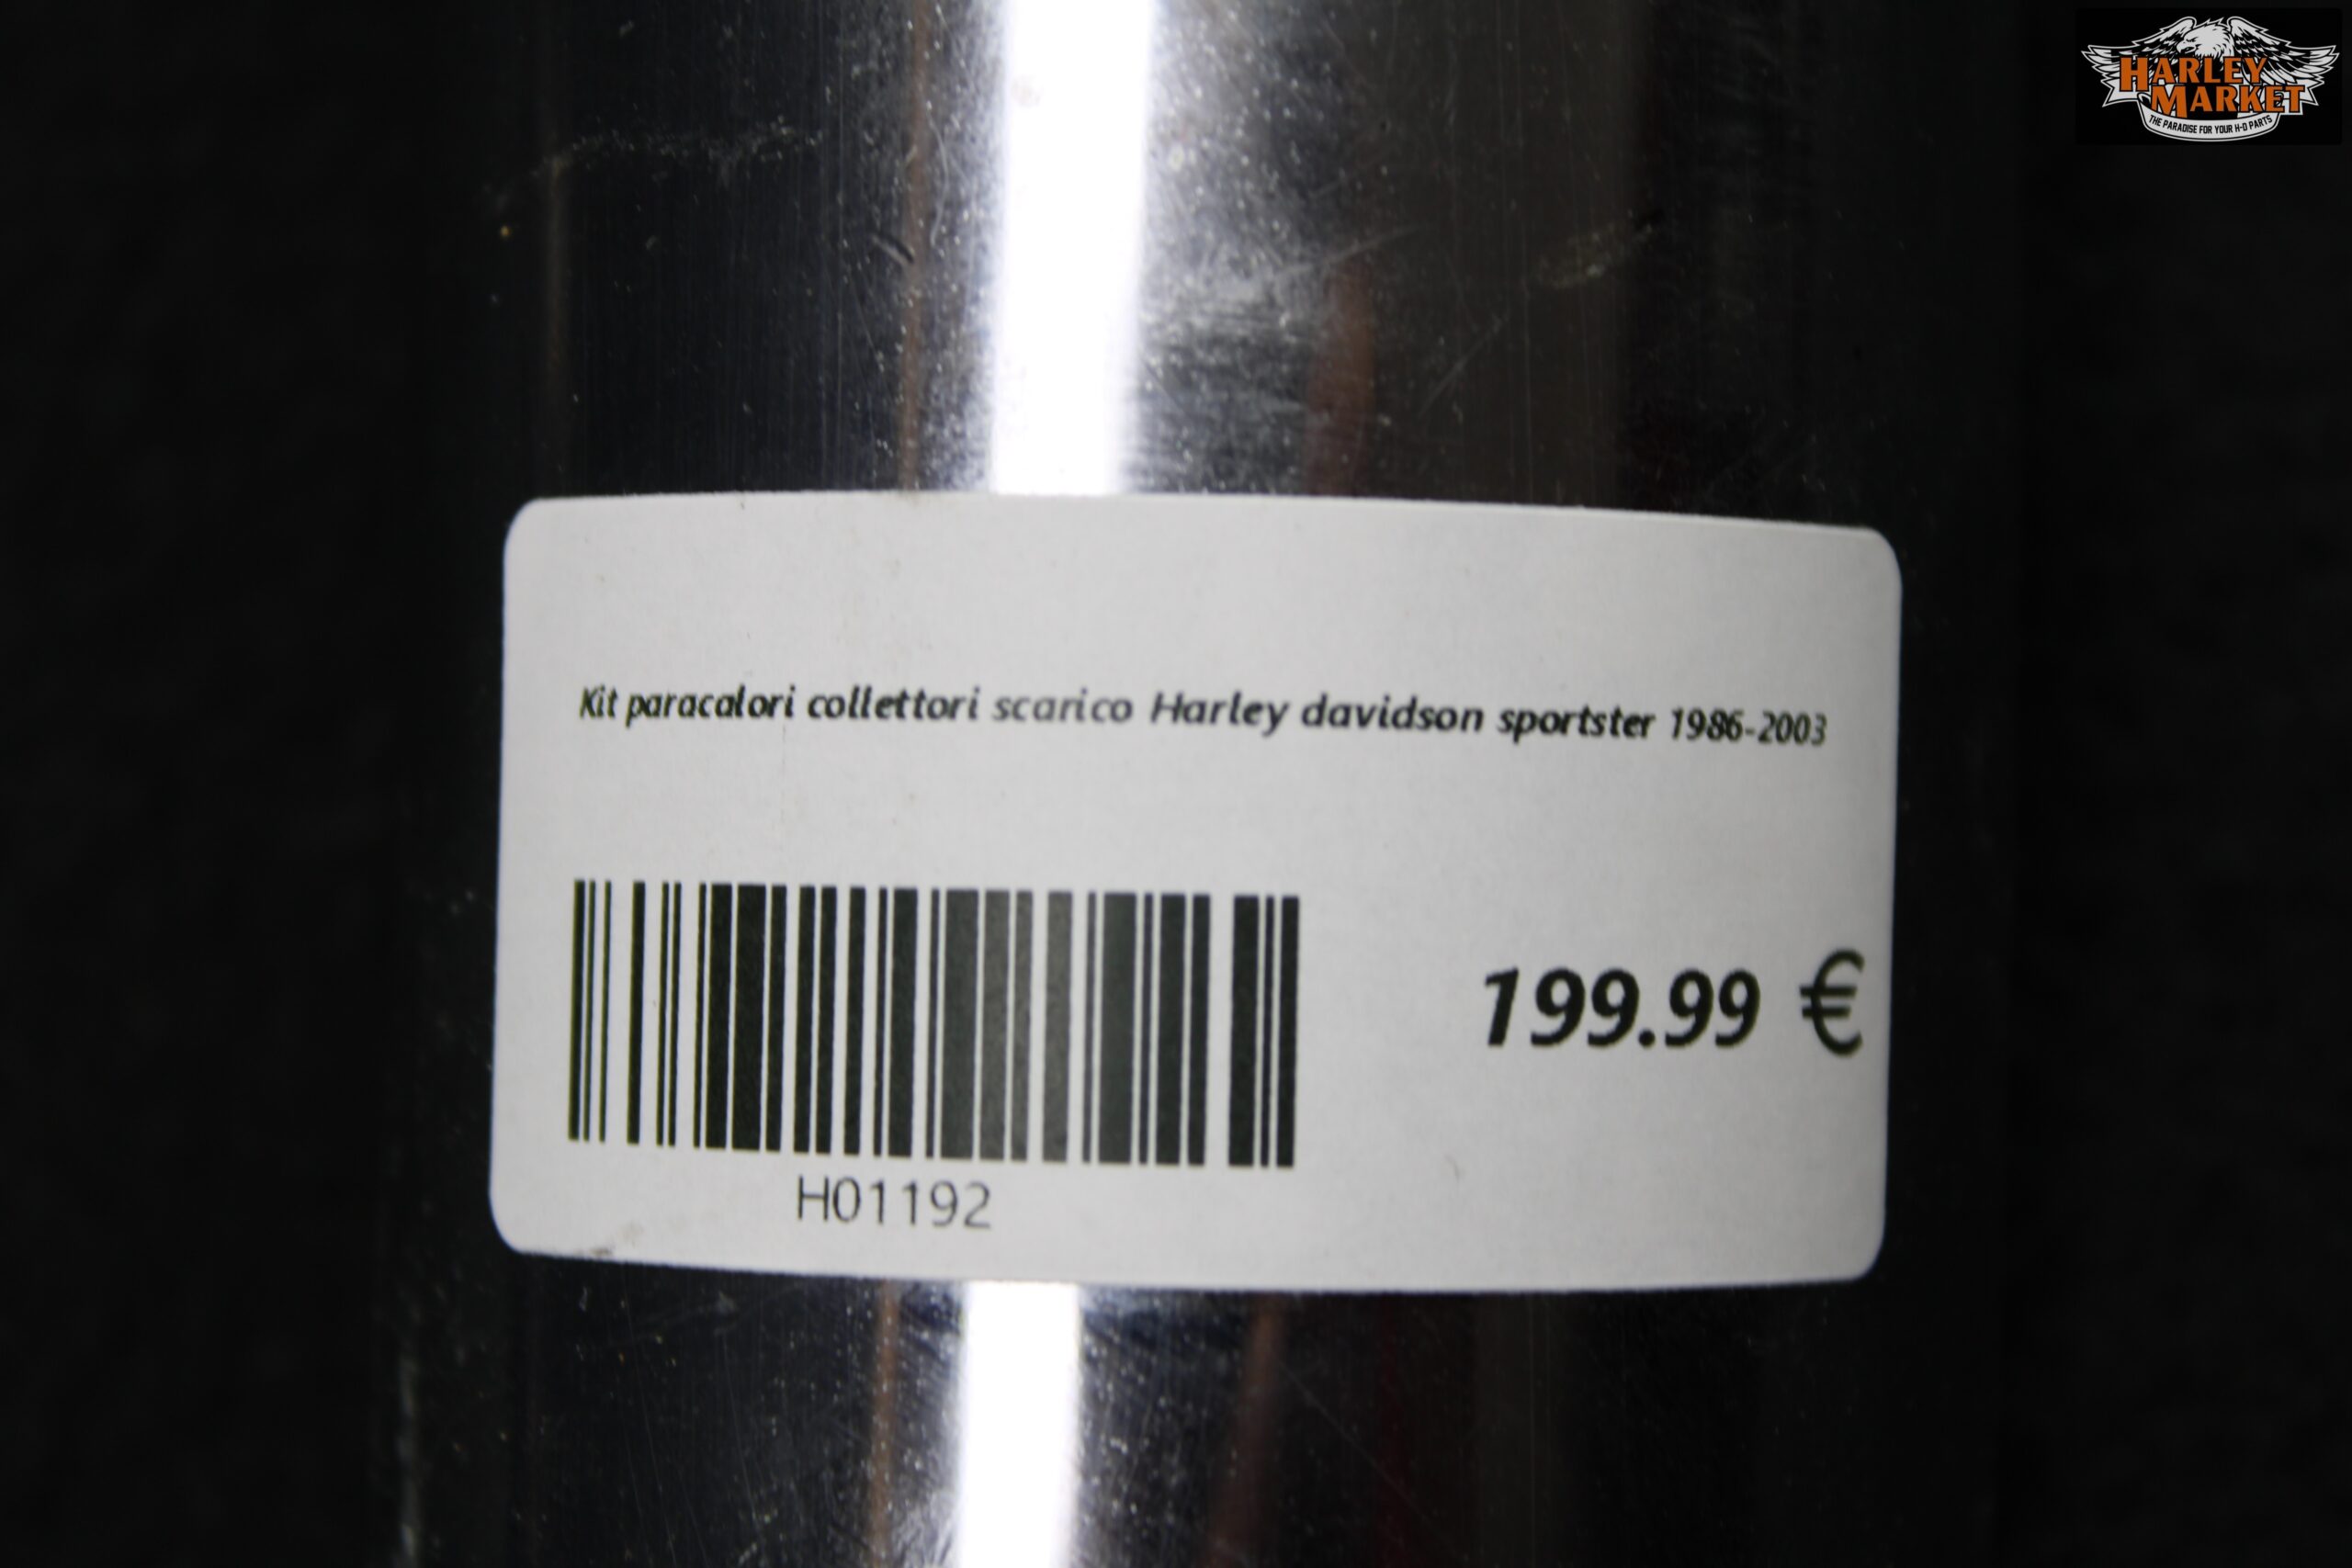 HARLEY
MARKET
THE PARADISE FOR YOUR H-D PARTS
Kit paracalori collettori scarico Harley davidson sportster 1986-2003
199.99 €
H01192